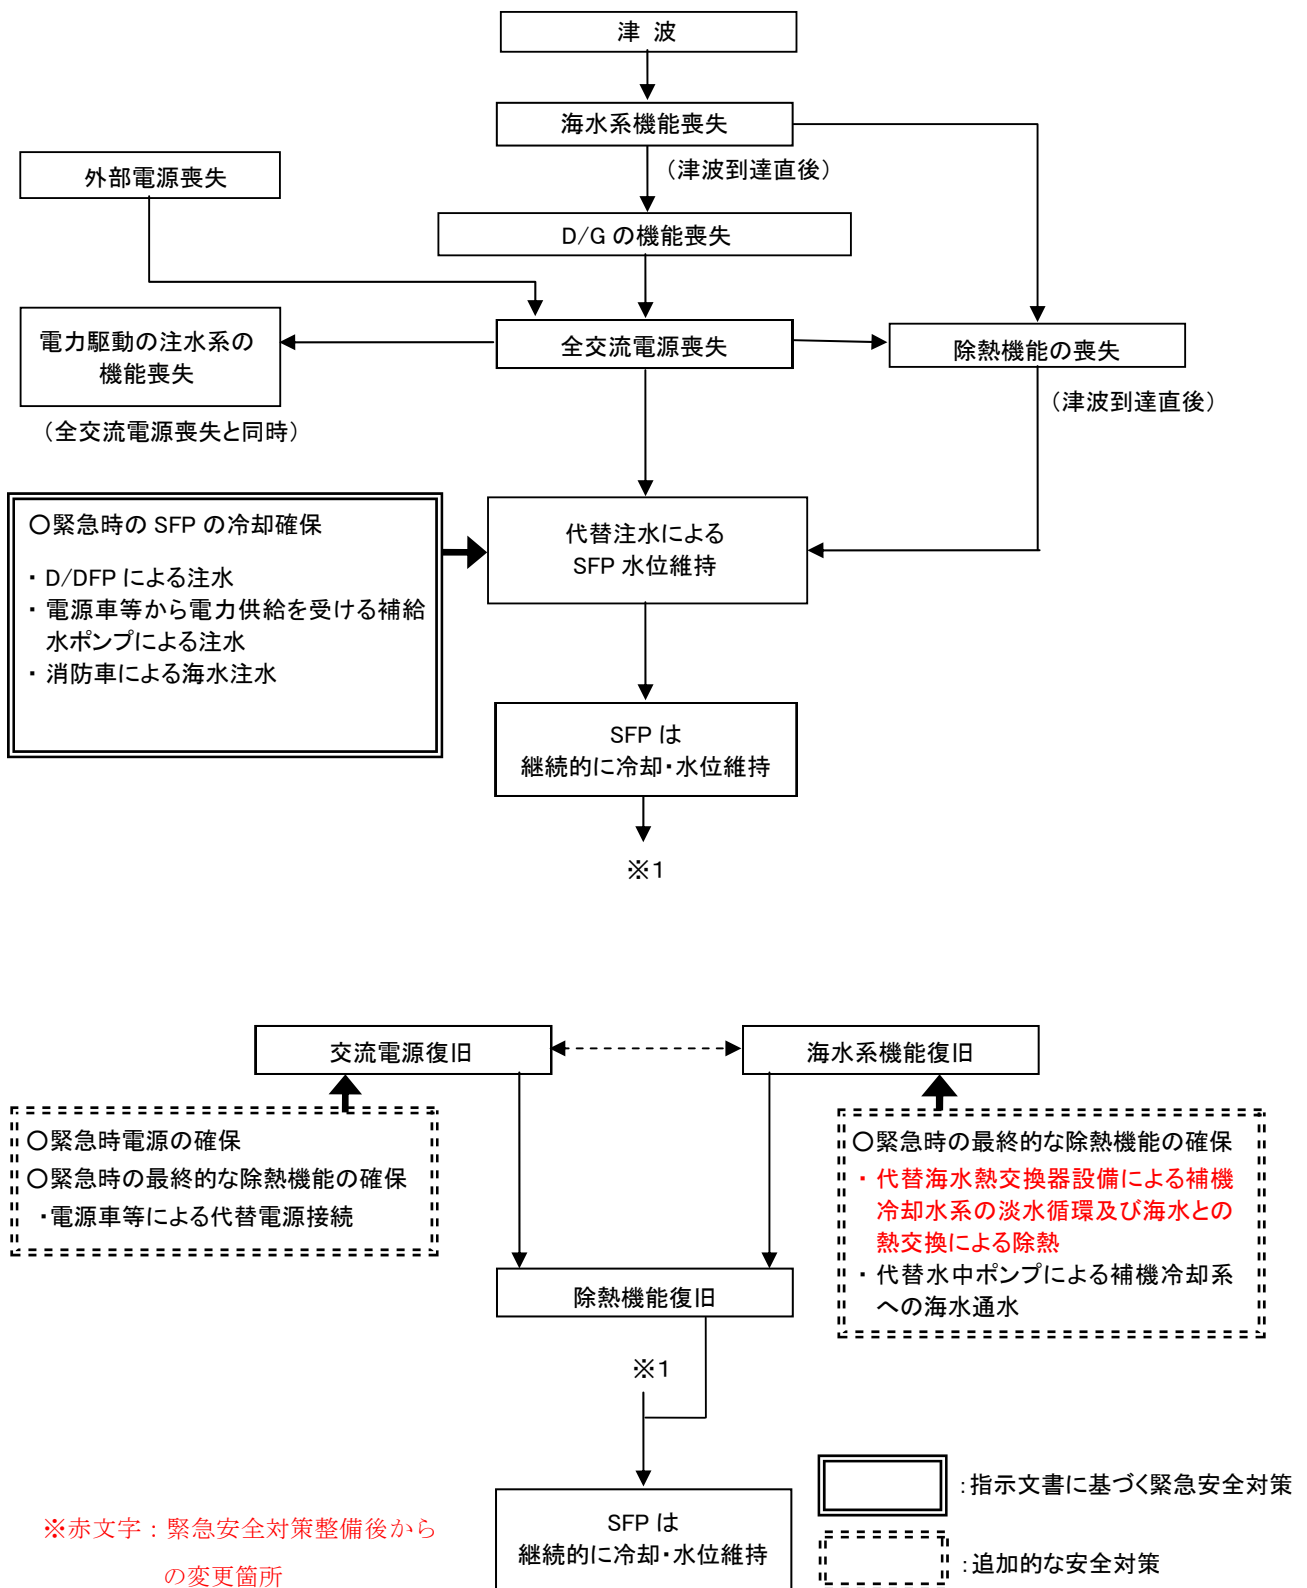 津 波
海水系機能喪失
（津波到達直後）
外部電源喪失
D/G の機能喪失
電力駆動の注水系の
機能喪失
全交流電源喪失
除熱機能の喪失
（津波到達直後）
（全交流電源喪失と同時）
○緊急時の SFP の冷却確保
・ D/DFP による注水
・ 電源車等から電力供給を受ける補給
水ポンプによる注水
・ 消防車による海水注水
代替注水による
SFP 水位維持
SFP は
継続的に冷却・水位維持
※1
交流電源復旧
海水系機能復旧
○緊急時電源の確保
○緊急時の最終的な除熱機能の確保
・電源車等による代替電源接続
○緊急時の最終的な除熱機能の確保
・ 代替海水熱交換器設備による補機
冷却水系の淡水循環及び海水との
熱交換による除熱
・ 代替水中ポンプによる補機冷却系
への海水通水
除熱機能復旧
※1
SFP は
継続的に冷却・水位維持
：指示文書に基づく緊急安全対策
：追加的な安全対策
※赤文字：緊急安全対策整備後から
の変更箇所